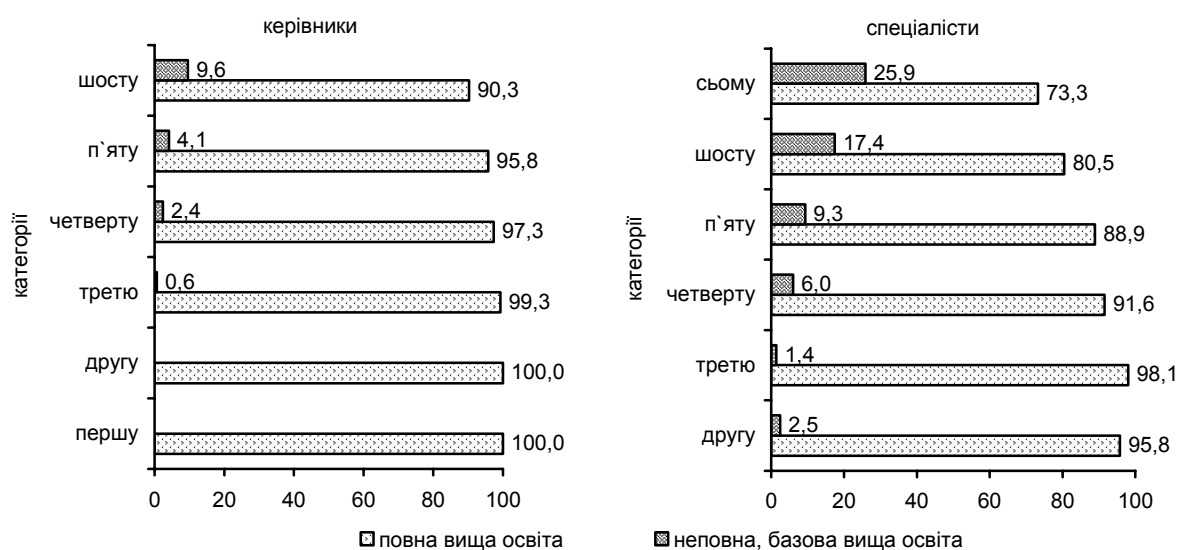 керівники
категорії
шосту 9,6 90,3
п`яту 4,1 95,8
четверту 2,4 97,3
третю 0,6 99,3
другу 100,0
першу 100,0
0 20 40 60 80 100
спеціалісти
категорії
сьому 25,9 73,3
шосту 17,4 80,5
п`яту 9,3 88,9
четверту 6,0 91,6
третю 1,4 98,1
другу 2,5 95,8
0 20 40 60 80 100
повна вища освіта
неповна, базова вища освіта